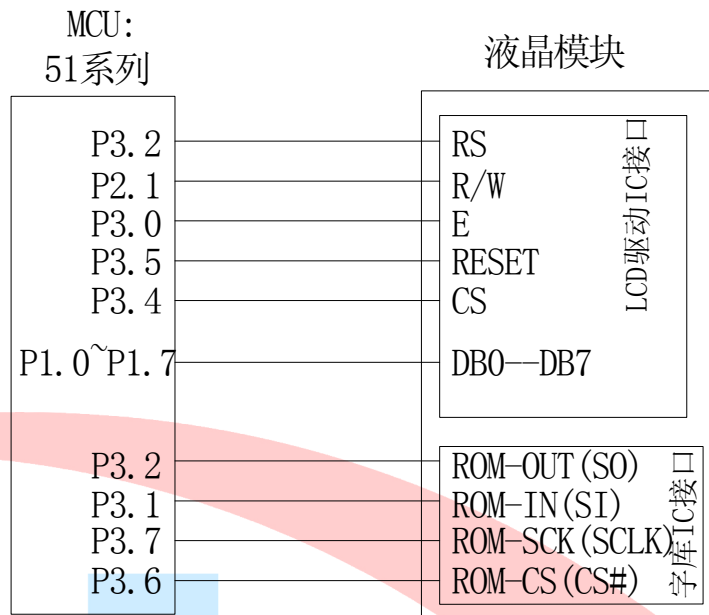 MCU:
51系列
液晶模块
P3.2
RS
P2.1
R/W
P3.0
E
P3.5
RESET
P3.4
CS
P1.0~P1.7
DB0--DB7
LCD驱动IC接口
P3.2
ROM-OUT(SO)
P3.1
ROM-IN(SI)
P3.7
ROM-SCK(SCLK)
P3.6
ROM-CS(CS#)
字库IC接口